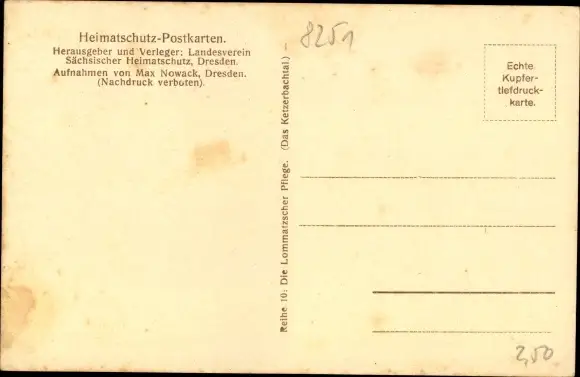 Heimatschutz-Postkarten.
Herausgeber und Verleger: Landesverein
Sächsischer Heimatschutz, Dresden.
Aufnahmen von Max Nowack, Dresden.
(Nachdruck verboten).
Reihe 10: Die Lommatzscher Pflege. (Das Ketzerbachtal.)
8251
Echte
Kupfer-
tiefdruck-
karte.
2,50